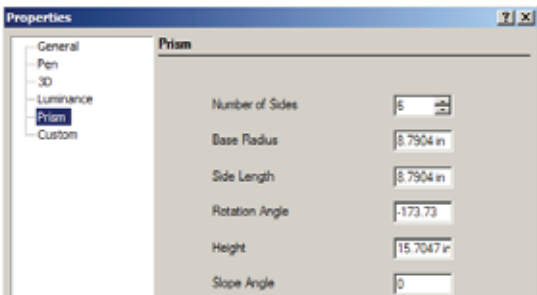 Properties
General
Pen
3D
Luminance
Prism
Custom
Prism
Number of Sides 6
Base Radius 8.7904 in
Side Length 8.7904 in
Rotation Angle -173.73
Height 15.7047 in
Slope Angle 0